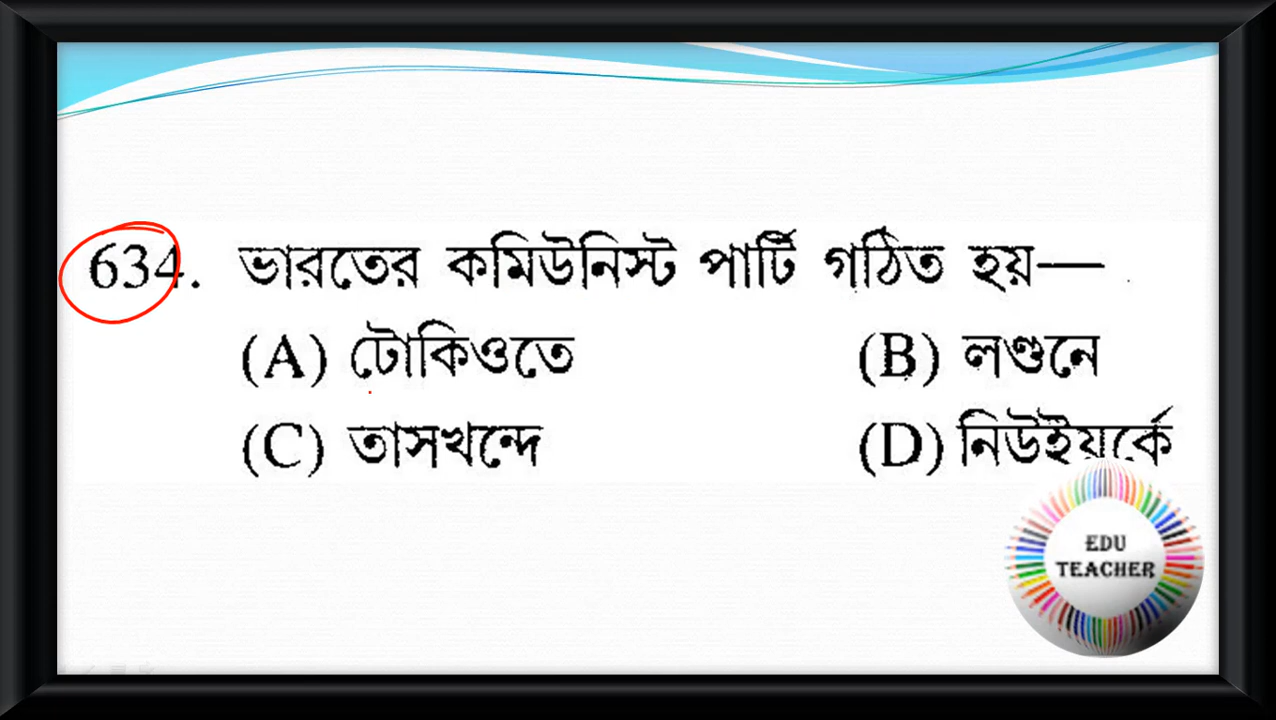 634. ভারতের কমিউনিস্ট পার্টি গঠিত হয়—
(A) টোকিওতে (B) লণ্ডনে
(C) তাসখন্দে (D) নিউইয়র্কে
EDU
TEACHER